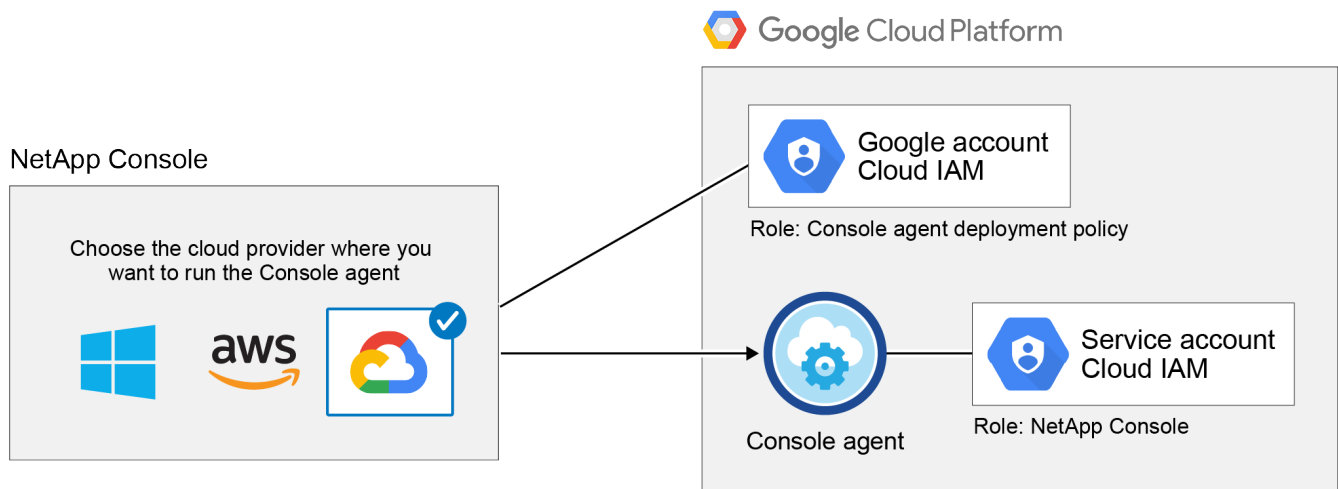 Google Cloud Platform
NetApp Console
Choose the cloud provider where you
want to run the Console agent
aws
Google account
Cloud IAM
Role: Console agent deployment policy
Console agent
Service account
Cloud IAM
Role: NetApp Console